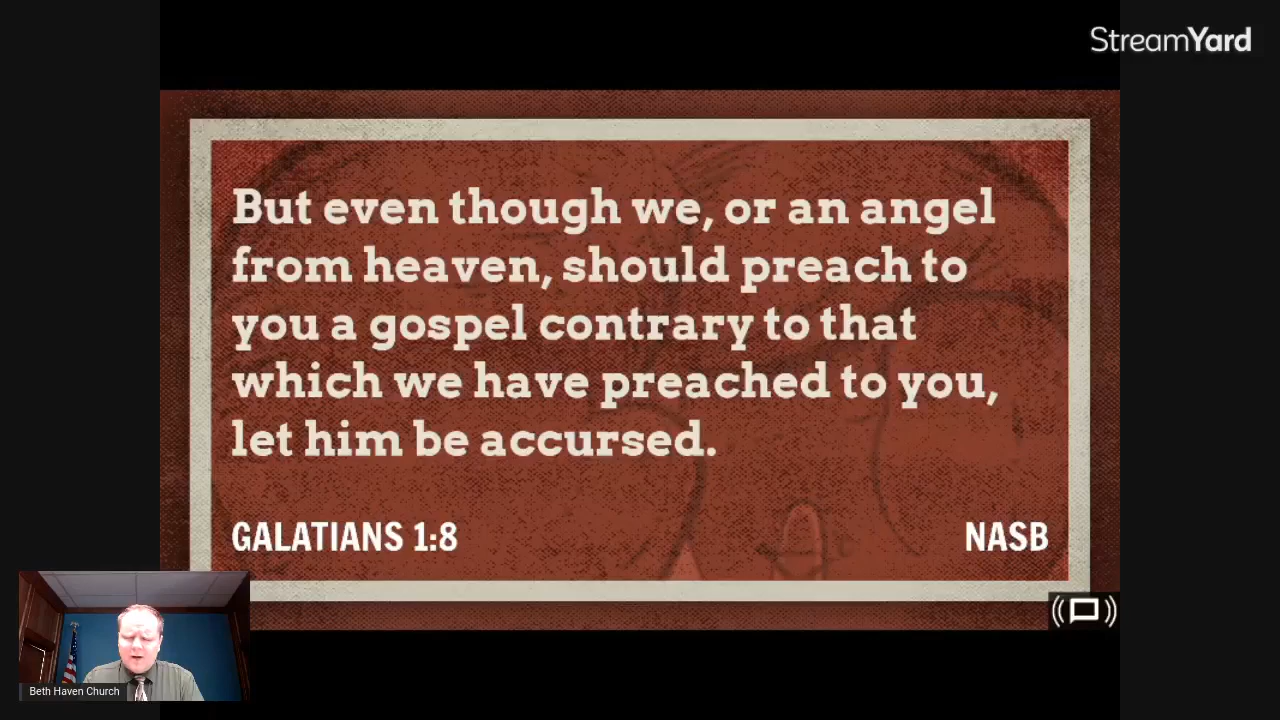 StreamYard
But even though we, or an angel
from heaven, should preach to
you a gospel contrary to that
which we have preached to you,
let him be accursed.
GALATIANS 1:8 NASB
Beth Haven Church